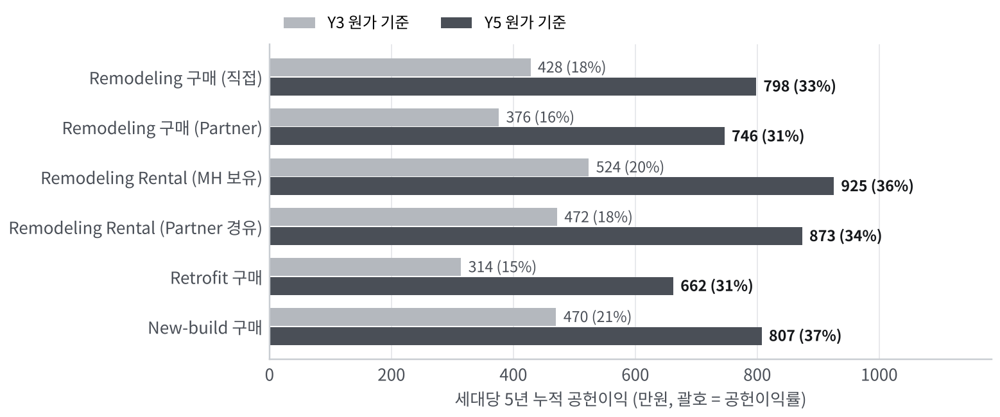 Y3 원가 기준 Y5 원가 기준
Remodeling 구매 (직접) 428 (18%)
798 (33%)
Remodeling 구매 (Partner) 376 (16%)
746 (31%)
Remodeling Rental (MH 보유) 524 (20%)
925 (36%)
Remodeling Rental (Partner 경유) 472 (18%)
873 (34%)
Retrofit 구매 314 (15%)
662 (31%)
New-build 구매 470 (21%)
807 (37%)
0 200 400 600 800 1000
세대당 5년 누적 공헌이익 (만원, 괄호 = 공헌이익률)